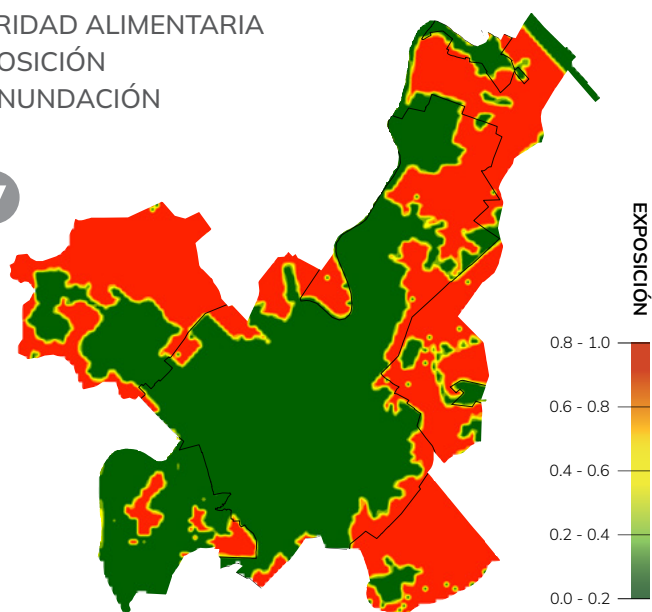 RIDAD ALIMENTARIA
OSICIÓN
NUNDACIÓN
EXPOSICIÓN
0.8 - 1.0
0.6 - 0.8
0.4 - 0.6
0.2 - 0.4
0.0 - 0.2